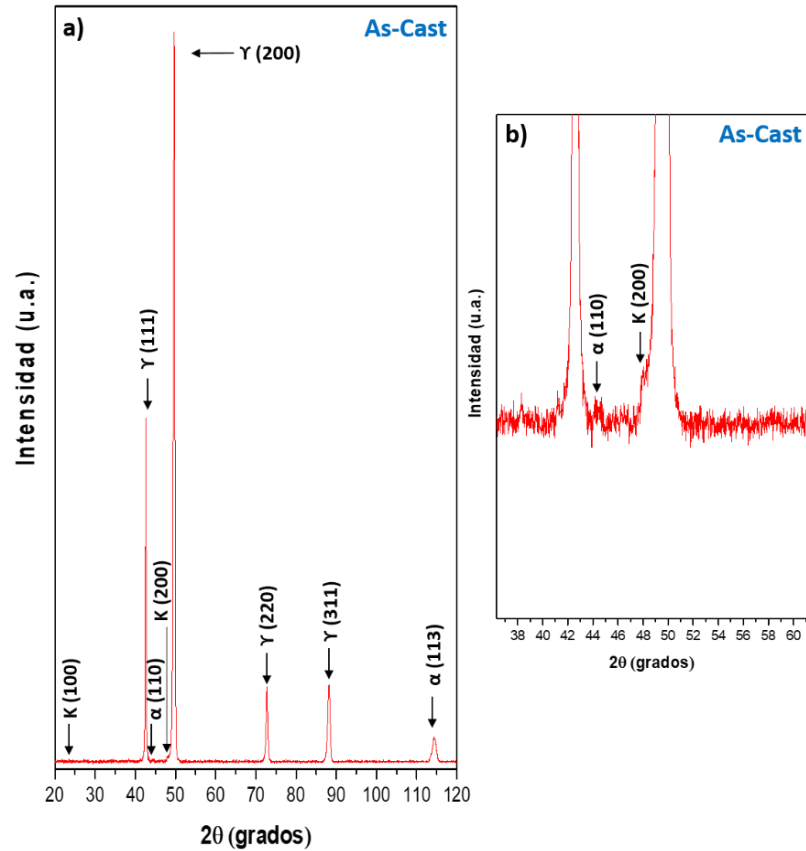 a)
As-Cast
ϒ (200)
ϒ (111)
K (200)
α (110)
K (100)
ϒ (220)
ϒ (311)
α (113)
Intensidad (u.a.)
20 30 40 50 60 70 80 90 100 110 120
2θ (grados)
b)
As-Cast
α (110)
K (200)
Intensidad (u.a.)
38 40 42 44 46 48 50 52 54 56 58 60
2θ (grados)